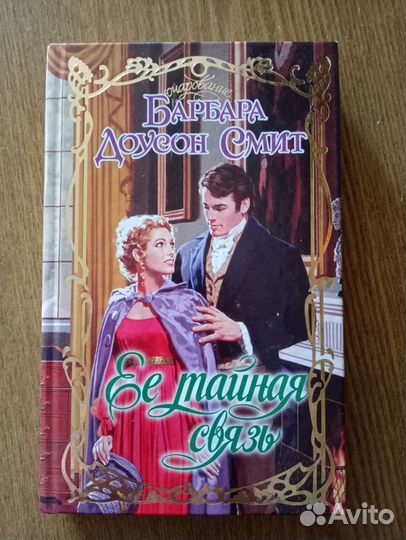 очарование
БАРБАРА
ДОУСОН СМИТ
Ее тайная
связь
Avito